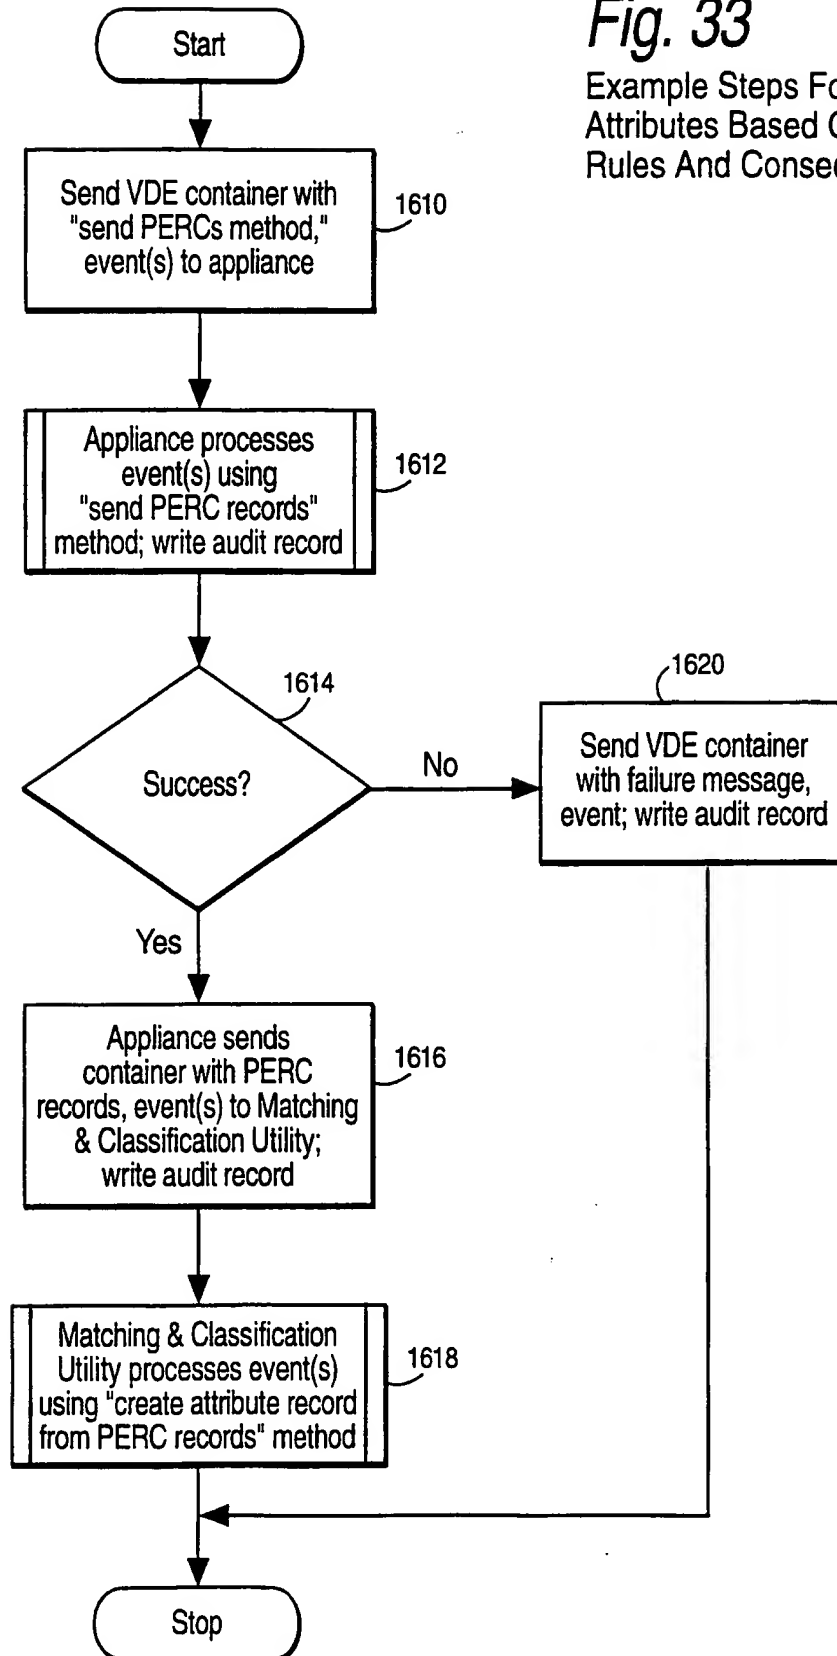 Fig. 33
Example Steps Fo
Attributes Based
Rules And Conse
Start
Send VDE container with
"send PERCs method,"
event(s) to appliance
1610
Appliance processes
event(s) using
"send PERC records"
method; write audit record
1612
1614
Success?
No
Yes
1620
Send VDE container
with failure message,
event; write audit record
Appliance sends
container with PERC
records, event(s) to Matching
& Classification Utility;
write audit record
1616
Matching & Classification
Utility processes event(s)
using "create attribute record
from PERC records" method
1618
Stop